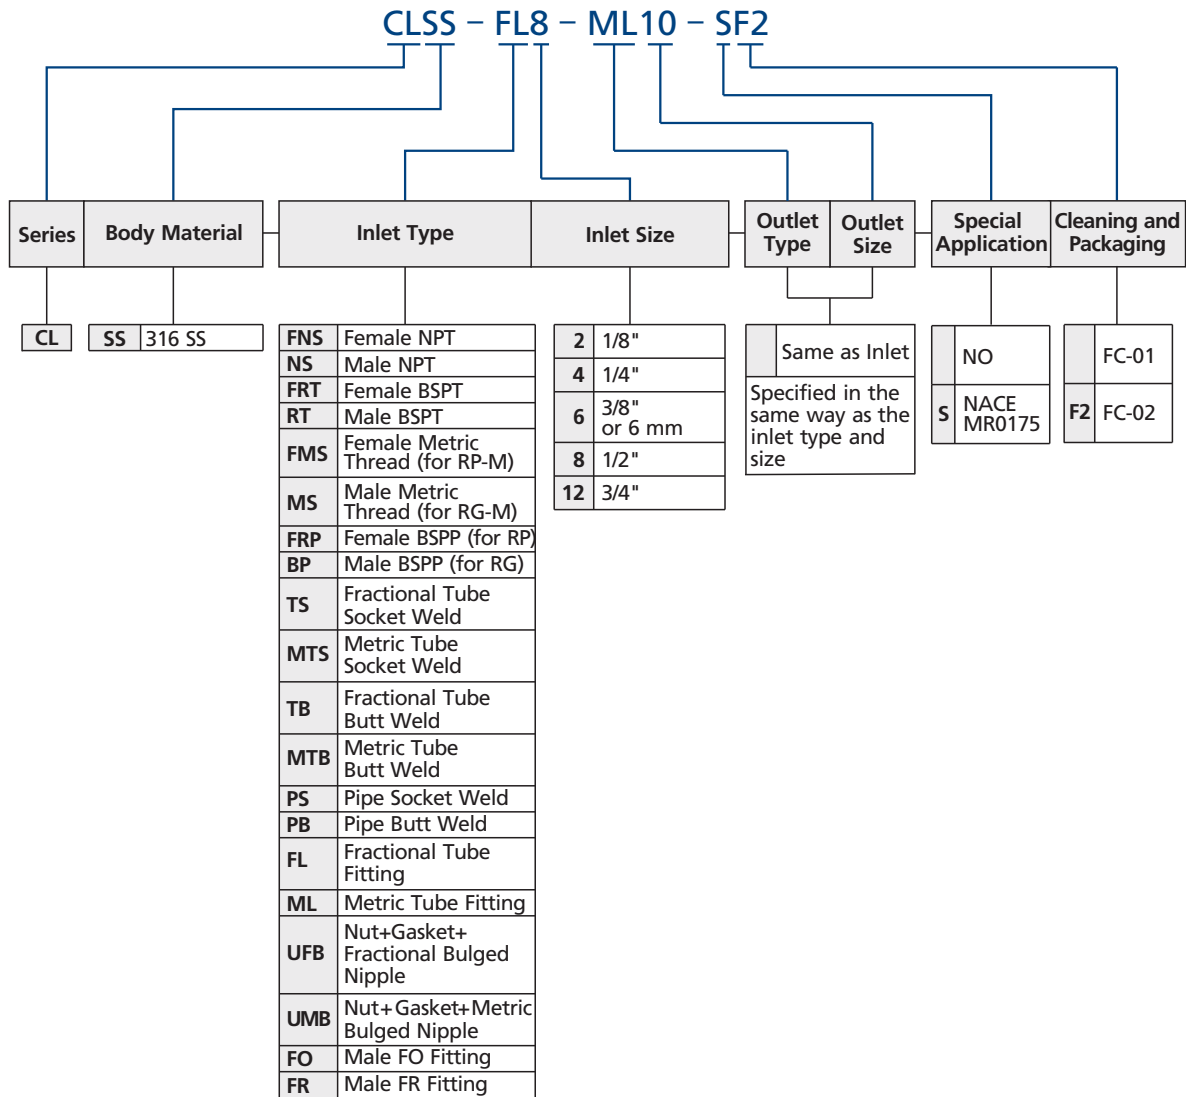 CLSS – FL8 – ML10 – SF2
Series
Body Material
Inlet Type
Inlet Size
Outlet
Type
Outlet
Size
Special
Application
Cleaning and
Packaging
CL
SS 316 SS
FNS Female NPT
NS Male NPT
FRT Female BSPT
RT Male BSPT
FMS Female Metric
Thread (for RP-M)
MS Male Metric
Thread (for RG-M)
FRP Female BSPP (for RP)
BP Male BSPP (for RG)
TS Fractional Tube
Socket Weld
MTS Metric Tube
Socket Weld
TB Fractional Tube
Butt Weld
MTB Metric Tube
Butt Weld
PS Pipe Socket Weld
PB Pipe Butt Weld
FL Fractional Tube
Fitting
ML Metric Tube Fitting
UFB Nut+Gasket+
Fractional Bulged
Nipple
UMB Nut+Gasket+Metric
Bulged Nipple
FO Male FO Fitting
FR Male FR Fitting
2 1/8"
4 1/4"
6 3/8"
or 6 mm
8 1/2"
12 3/4"
Same as Inlet
Specified in the
same way as the
inlet type and
size
NO
S NACE
MR0175
FC-01
F2 FC-02